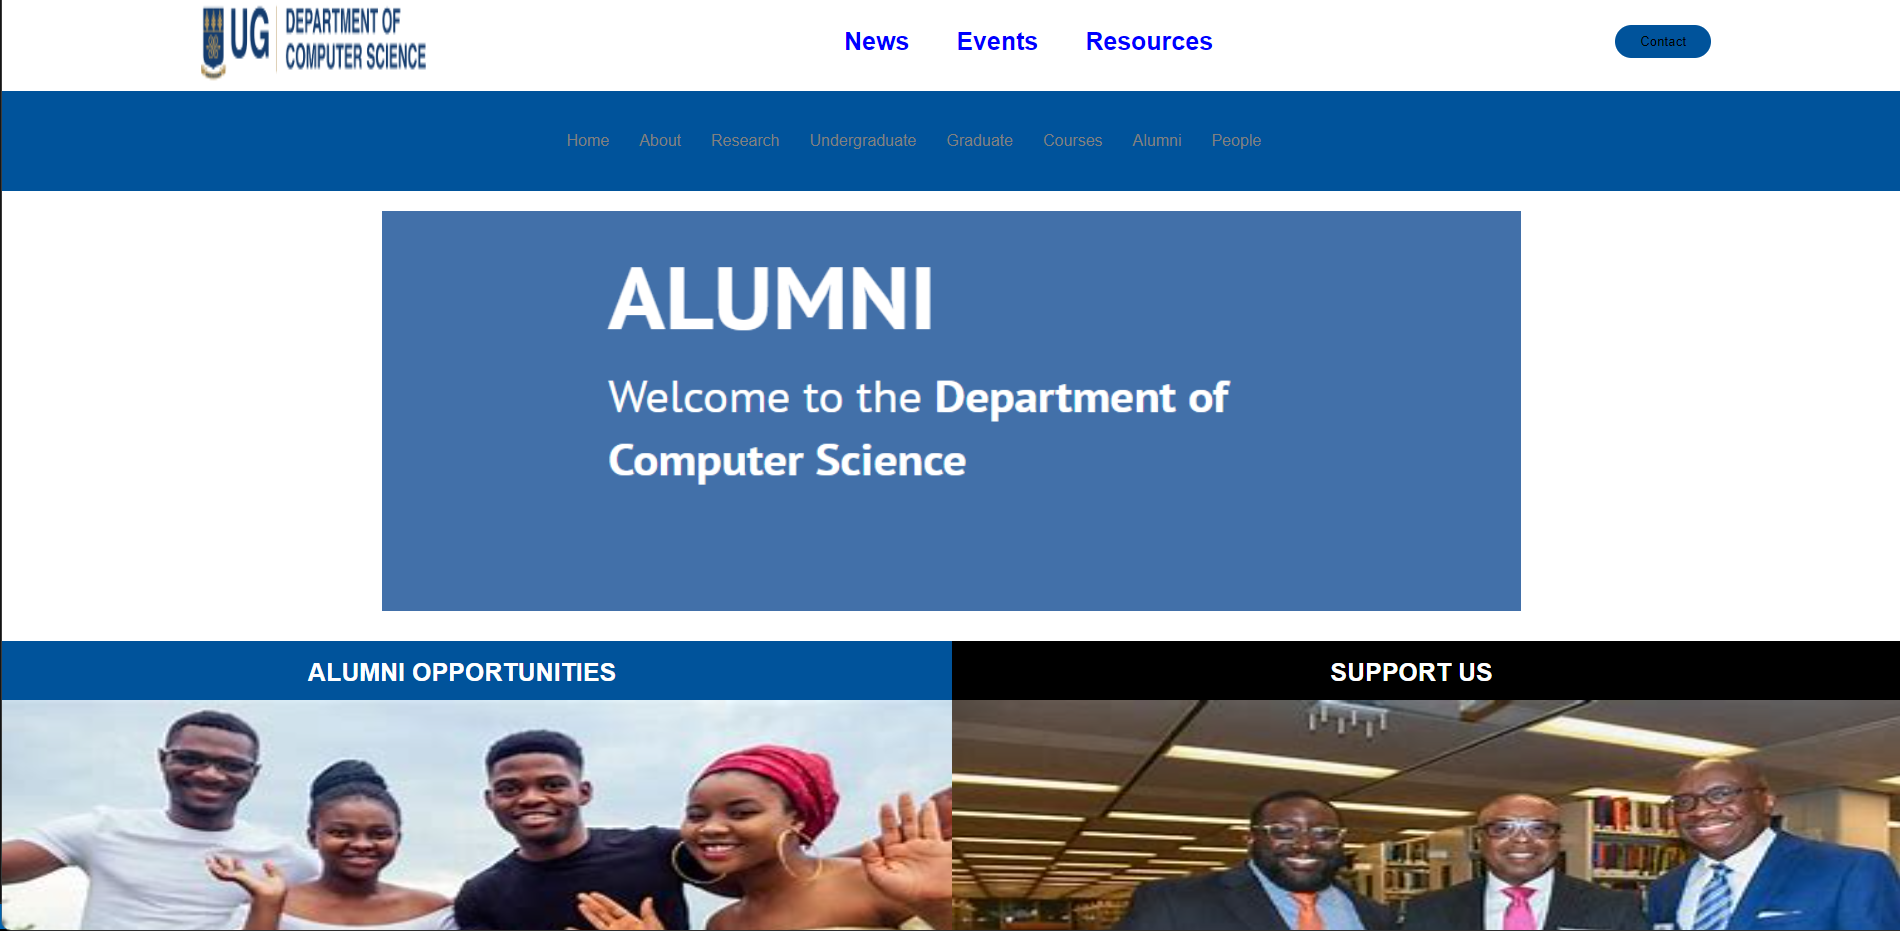 UG DEPARTMENT OF
COMPUTER SCIENCE
News Events Resources
Contact
Home About Research Undergraduate Graduate Courses Alumni People
ALUMNI
Welcome to the Department of
Computer Science
ALUMNI OPPORTUNITIES
SUPPORT US